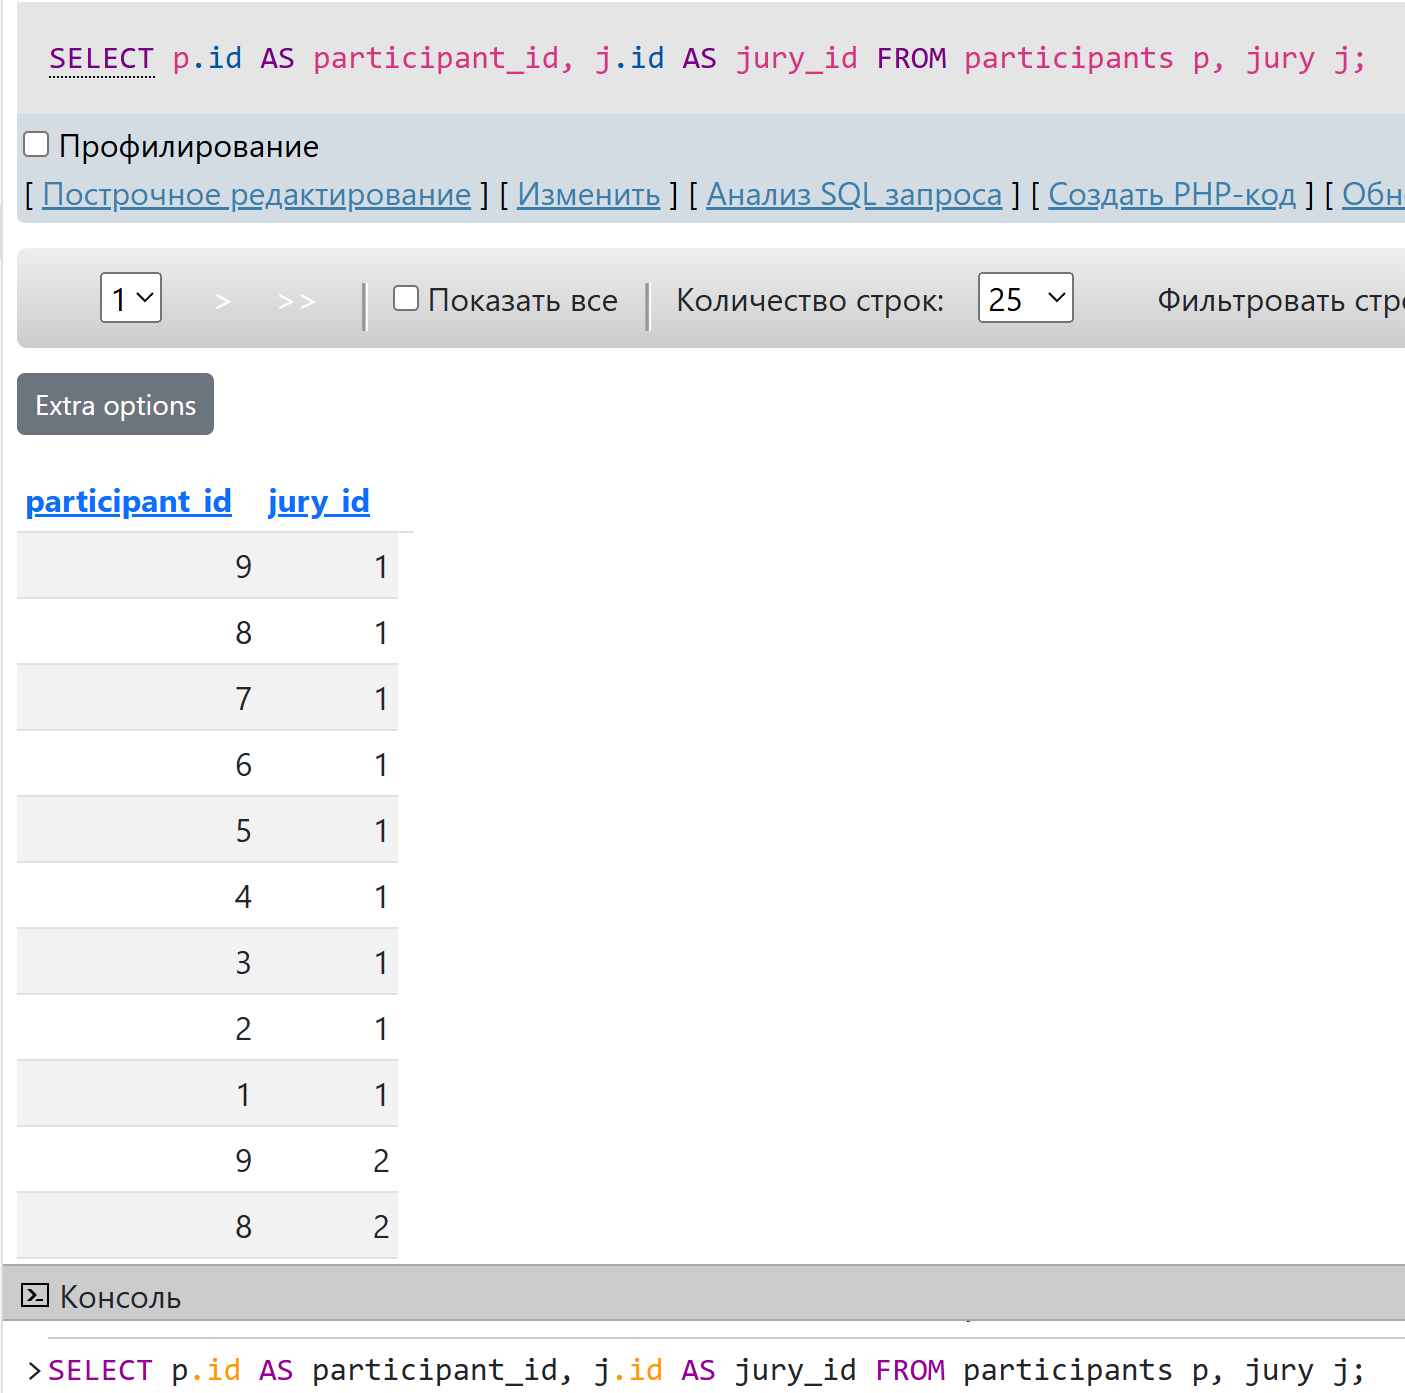 SELECT p.id AS participant_id, j.id AS jury_id FROM participants p, jury j;
Профилирование
[ Построчное редактирование ] [ Изменить ] [ Анализ SQL запроса ] [ Создать PHP-код ] [ Обн
1 > >> | Показать все | Количество строк: 25 Фильтровать стро
Extra options
participant_id jury_id
9 1
8 1
7 1
6 1
5 1
4 1
3 1
2 1
1 1
9 2
8 2
Консоль
>SELECT p.id AS participant_id, j.id AS jury_id FROM participants p, jury j;